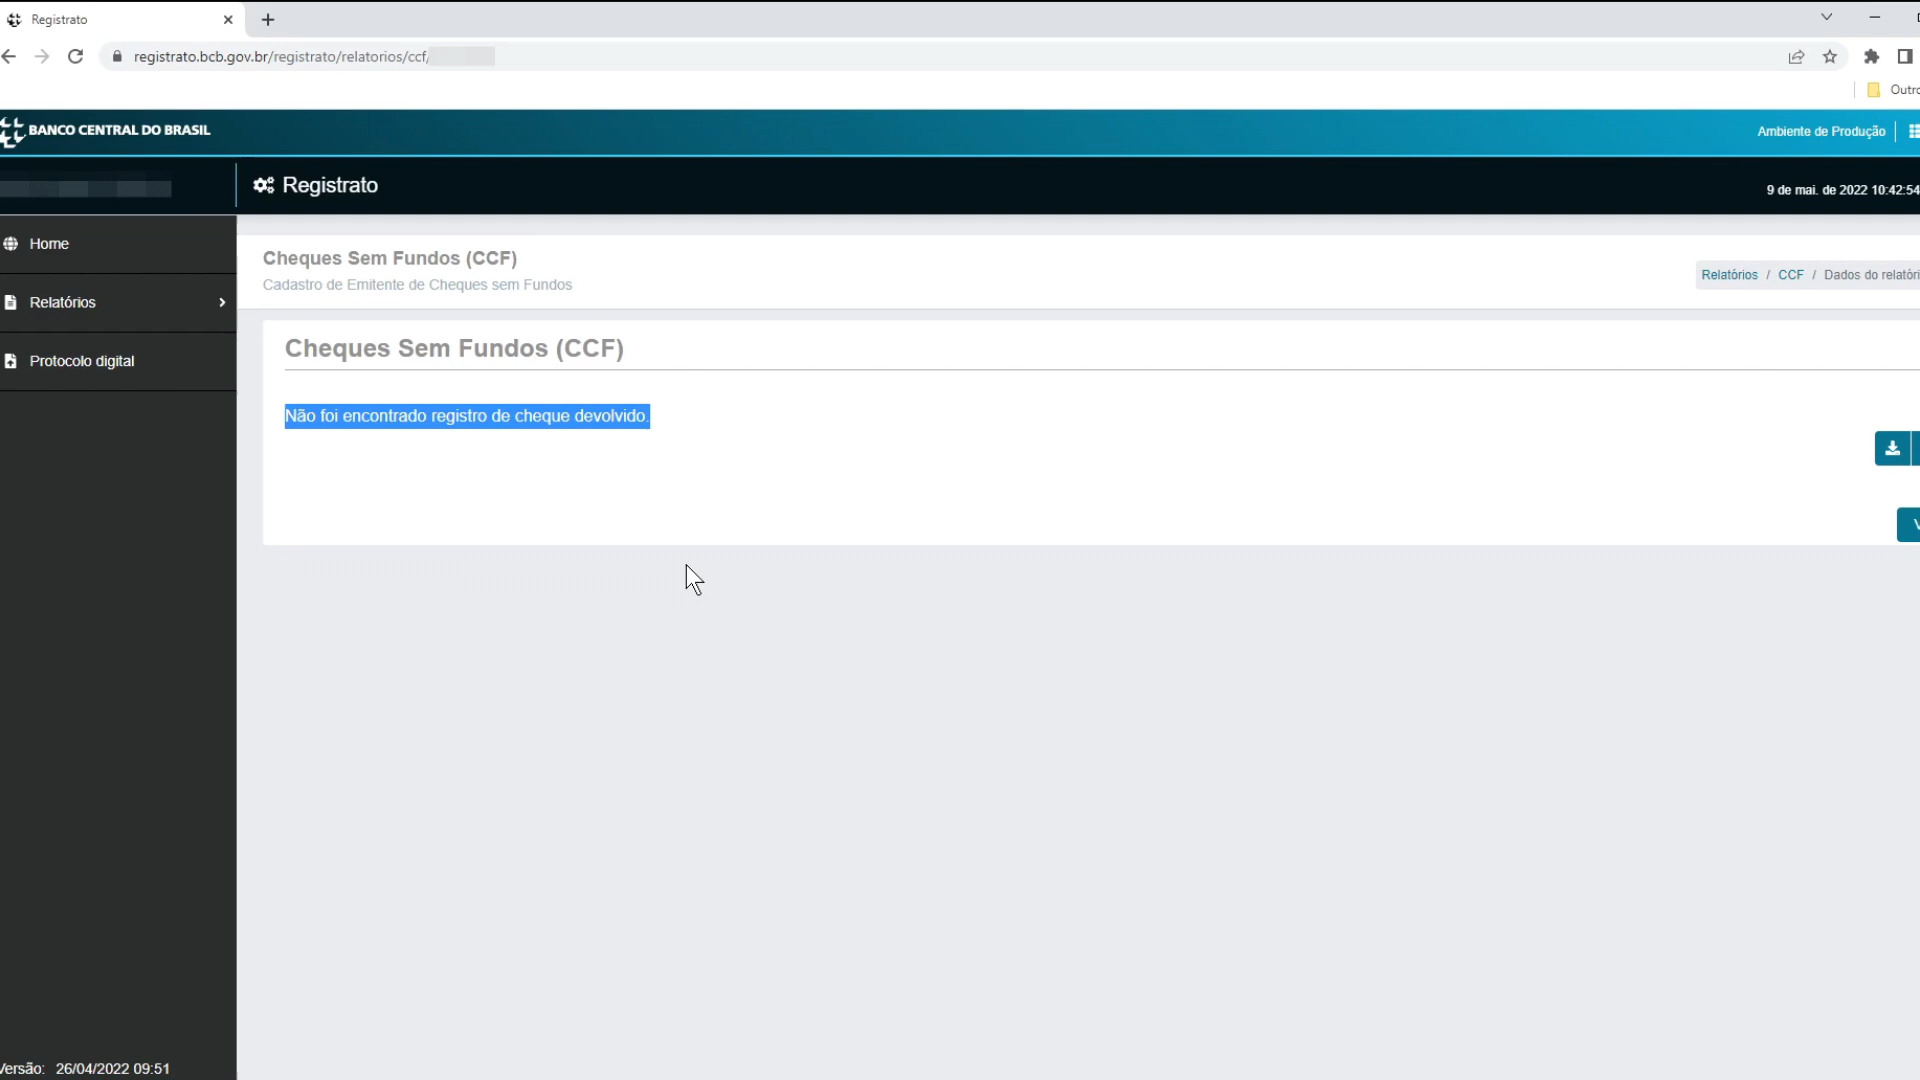 Registrato
registrato.bcb.gov.br/registrato/relatorios/ccf/
BANCO CENTRAL DO BRASIL
Ambiente de Produção
Registrato
9 de mai. de 2022 10:42:54
Home
Relatórios
Protocolo digital
Cheques Sem Fundos (CCF)
Cadastro de Emitente de Cheques sem Fundos
Relatórios / CCF / Dados do
Cheques Sem Fundos (CCF)
Não foi encontrado registro de cheque devolvido.
Versão: 26/04/2022 09:51